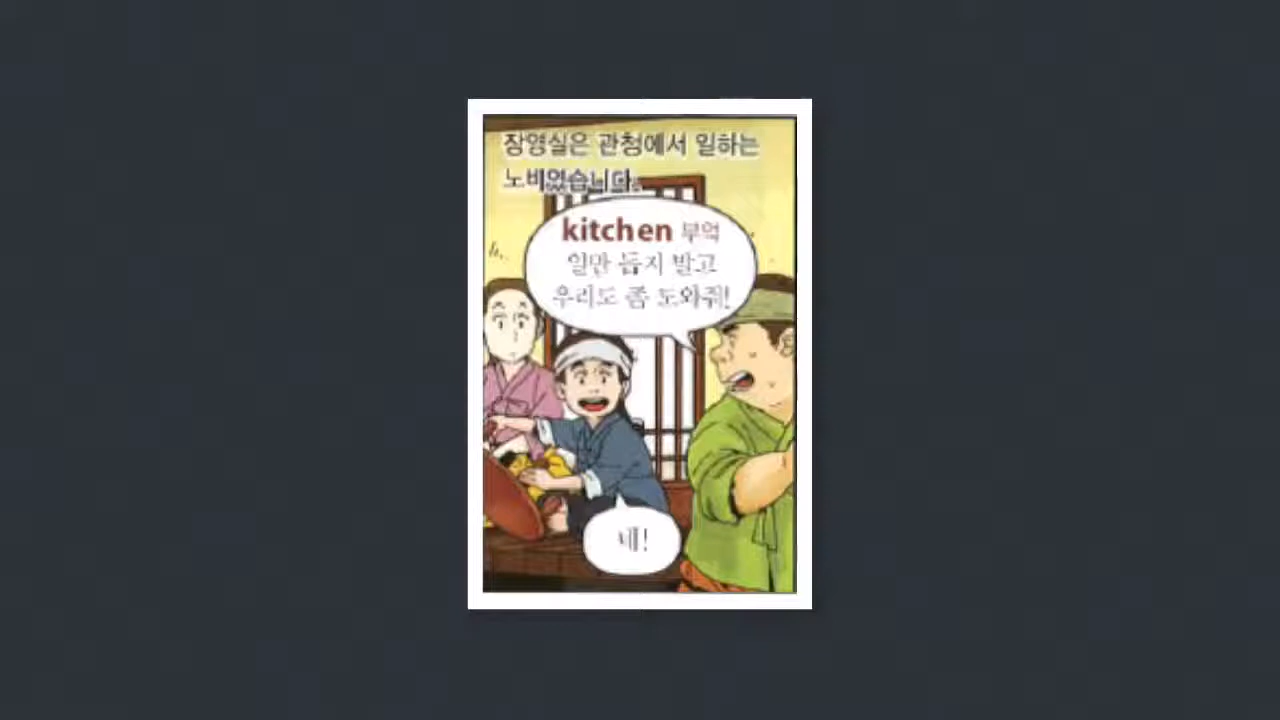 장영실은 관청에서 일하는
노비였습니다.
kitchen 부엌
일만 돕지 말고
우리도 좀 도와줘!
네!